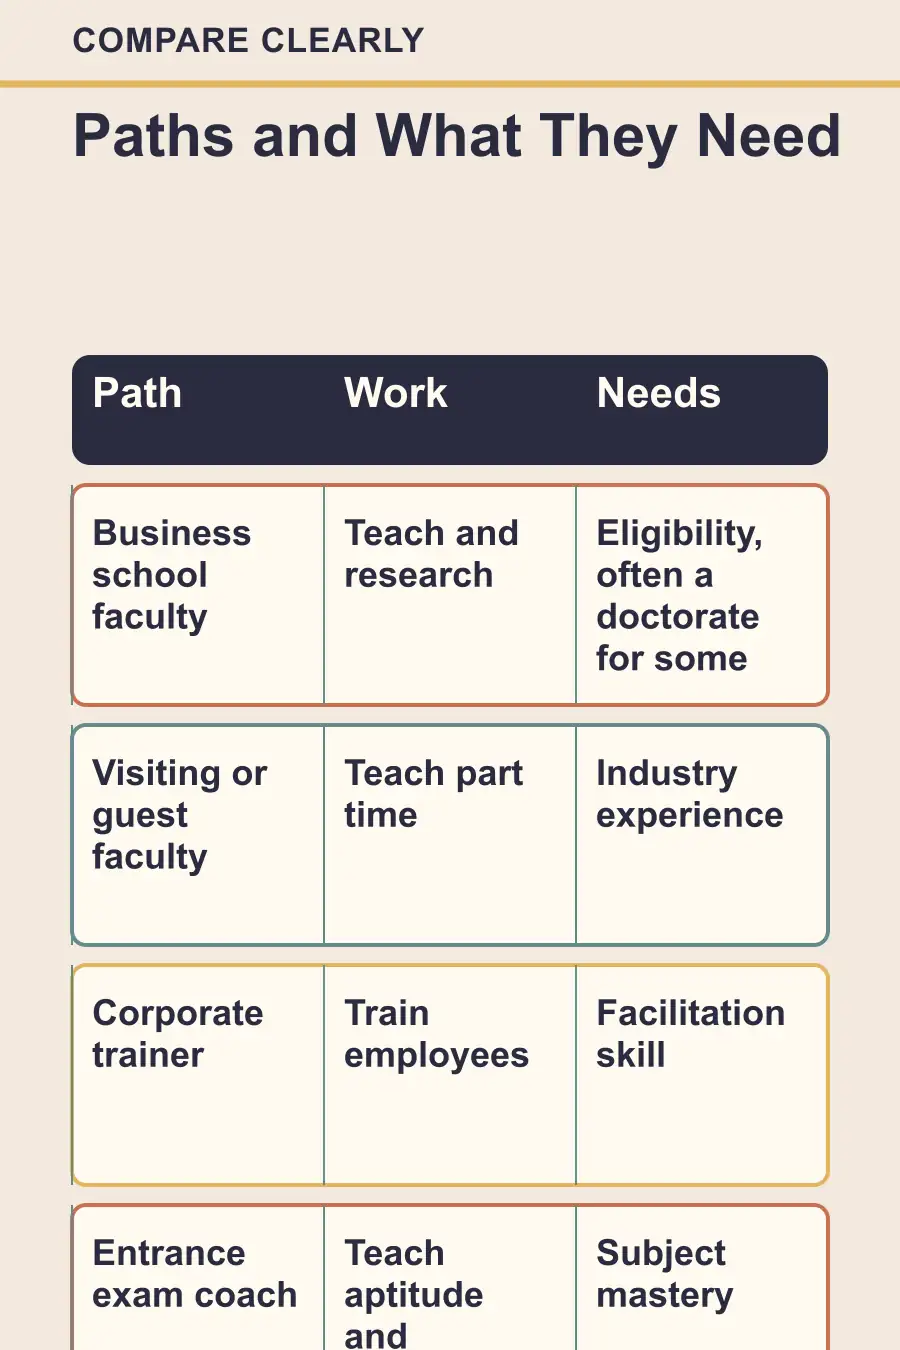 COMPARE CLEARLY
Paths and What They Need
Path Work Needs
Business
school
faculty
Teach and
research
Eligibility,
often a
doctorate
for some
Visiting or
guest
faculty
Teach part
time
Industry
experience
Corporate
trainer
Train
employees
Facilitation
skill
Entrance
exam coach
Teach
aptitude
and
Subject
mastery